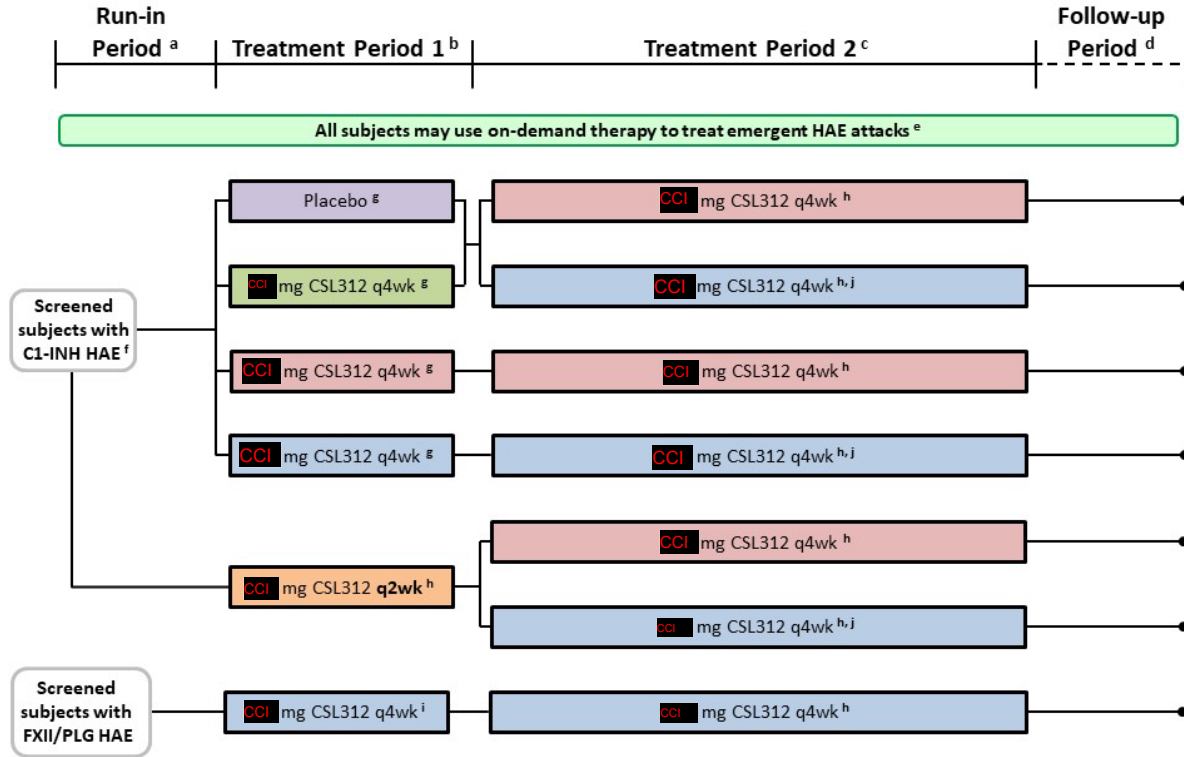 Run-in
Period a
Treatment Period 1 b
Treatment Period 2 c
Follow-up
Period d
All subjects may use on-demand therapy to treat emergent HAE attacks e
Placebo g
CCI mg CSL312 q4wk h
CCI mg CSL312 q4wk g
CCI mg CSL312 q4wk h, j
Screened
subjects with
C1-INH HAE f
CCI mg CSL312 q4wk g
CCI mg CSL312 q4wk h
CCI mg CSL312 q4wk g
CCI mg CSL312 q4wk h, j
CCI mg CSL312 q4wk h
CCI mg CSL312 q2wk h
CCI mg CSL312 q4wk h, j
Screened
subjects with
FXII/PLG HAE
CCI mg CSL312 q4wk i
CCI mg CSL312 q4wk h